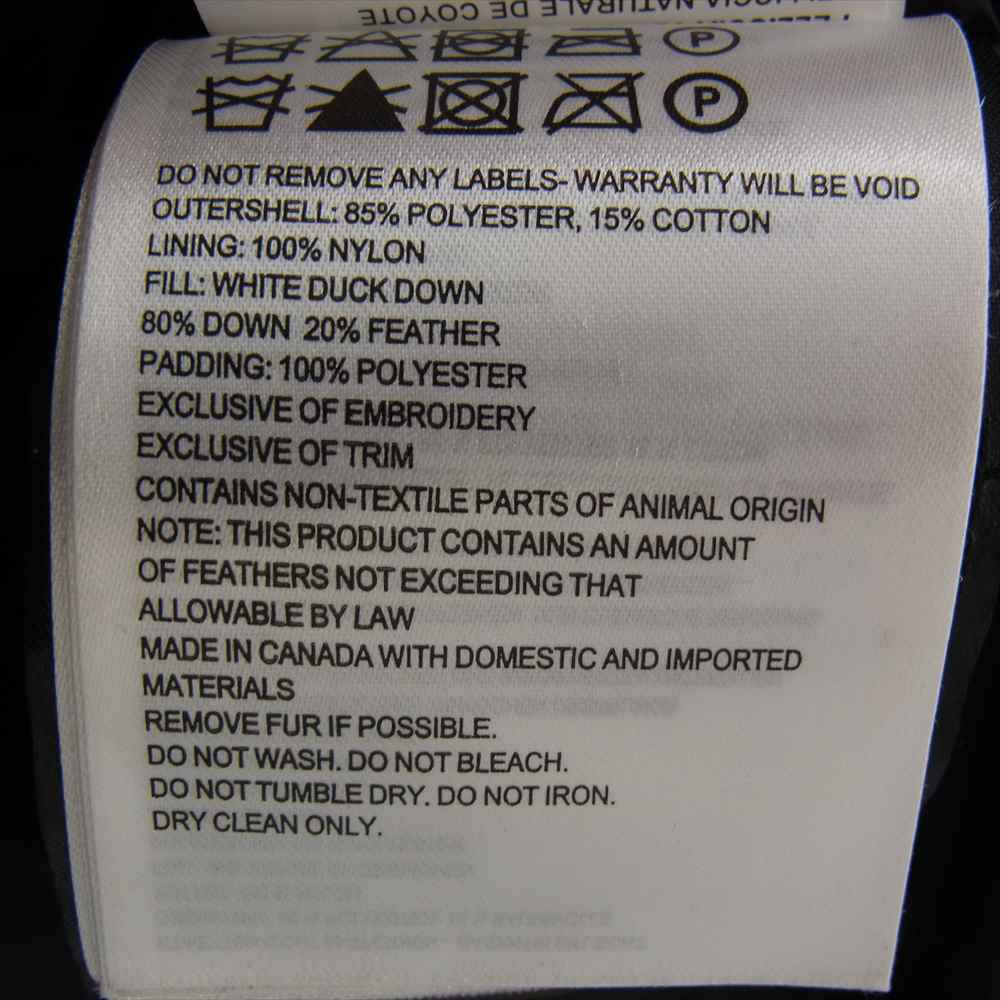 NATURALE DE COYOTE
P
P
DO NOT REMOVE ANY LABELS- WARRANTY WILL BE VOID
OUTERSHELL: 85% POLYESTER, 15% COTTON
LINING: 100% NYLON
FILL: WHITE DUCK DOWN
80% DOWN 20% FEATHER
PADDING: 100% POLYESTER
EXCLUSIVE OF EMBROIDERY
EXCLUSIVE OF TRIM
CONTAINS NON-TEXTILE PARTS OF ANIMAL ORIGIN
NOTE: THIS PRODUCT CONTAINS AN AMOUNT
OF FEATHERS NOT EXCEEDING THAT
ALLOWABLE BY LAW
MADE IN CANADA WITH DOMESTIC AND IMPORTED
MATERIALS
REMOVE FUR IF POSSIBLE.
DO NOT WASH. DO NOT BLEACH.
DO NOT TUMBLE DRY. DO NOT IRON.
DRY CLEAN ONLY.